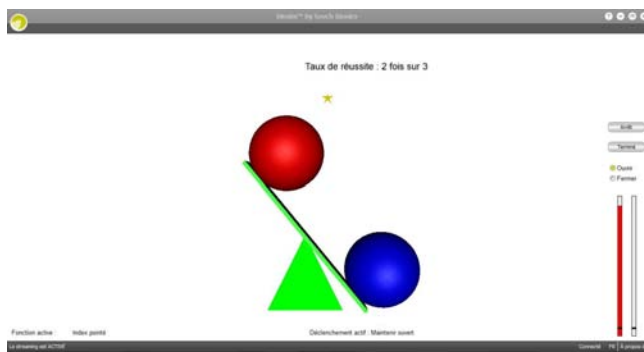 Taux de réussite : 2 fois sur 3
Arrêt
Terminé
Ouvrir
Fermer
Fonction active : Index pointé
Déclenchement actif : Maintenir ouvert
Le streaming est ACTIVÉ
Connecté FR À propos